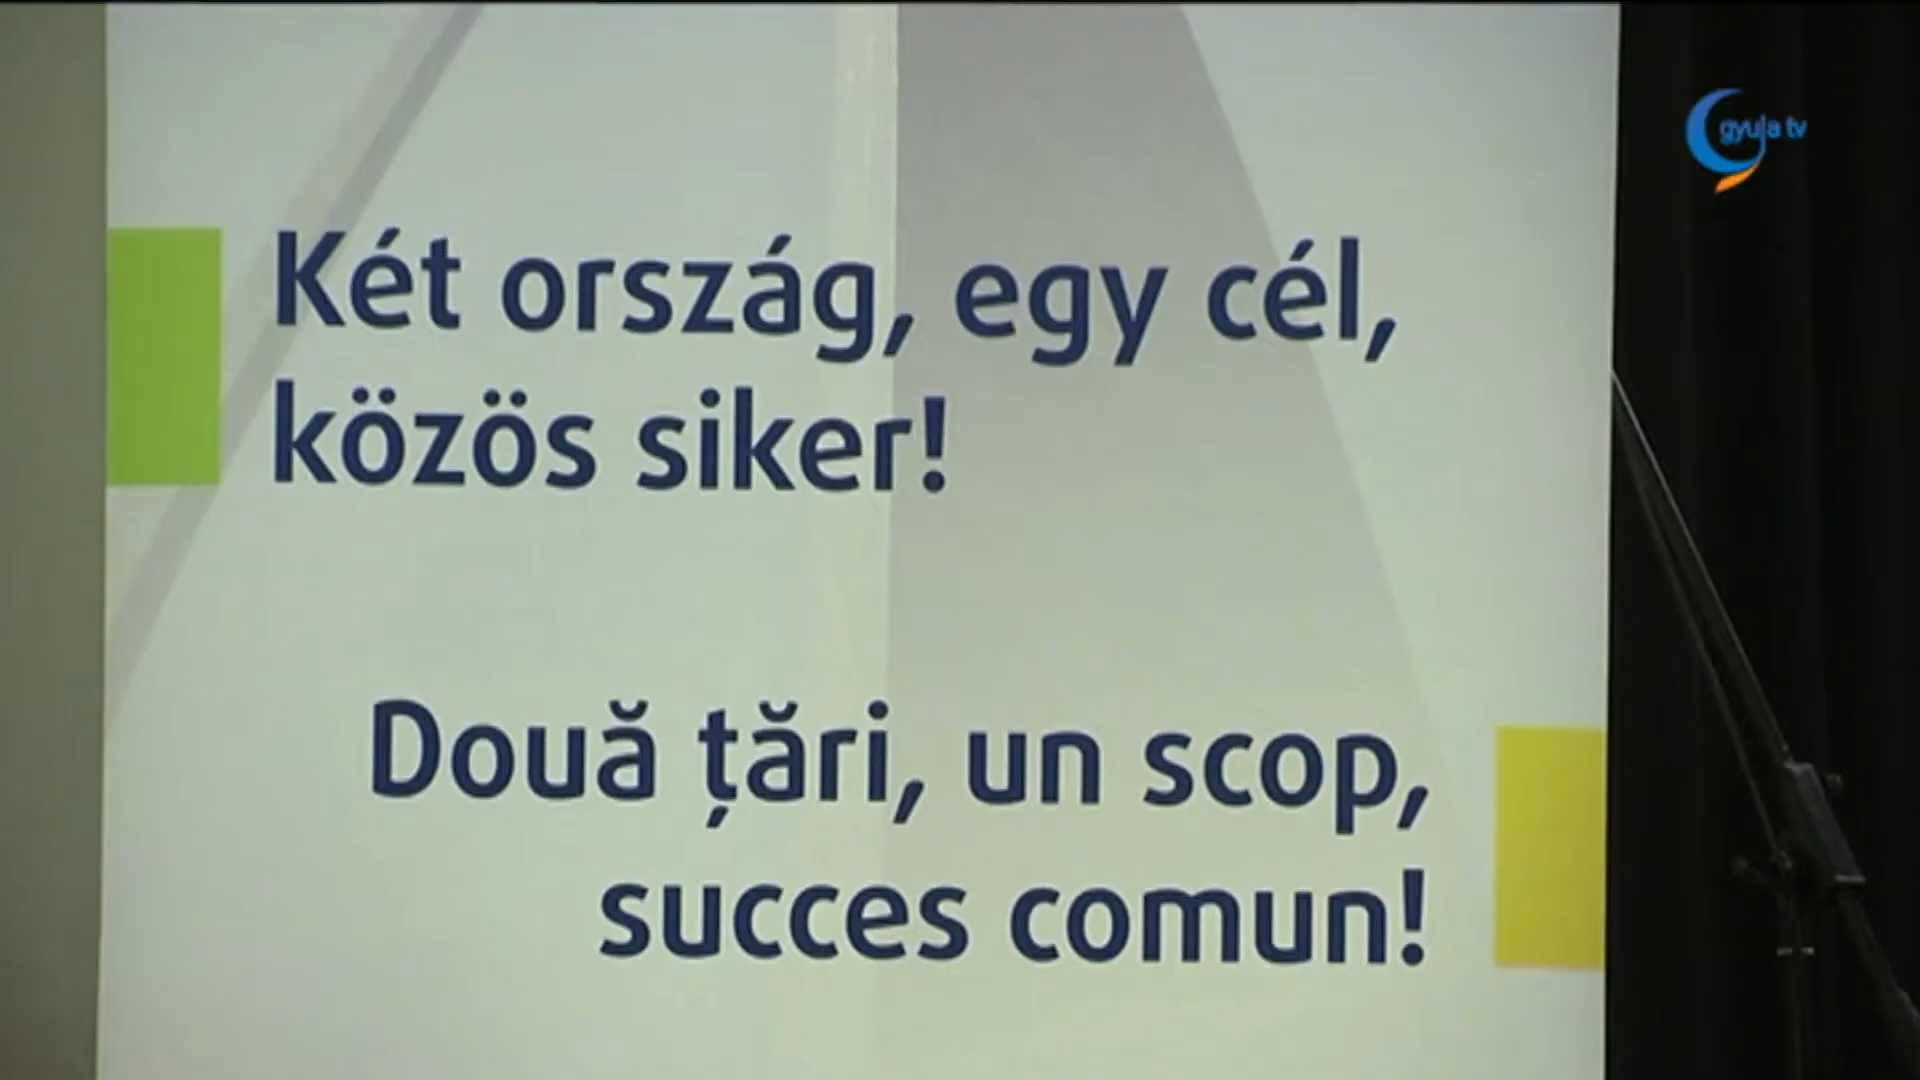 gyula tv
Két ország, egy cél,
közös siker!
Două țări, un scop,
succes comun!